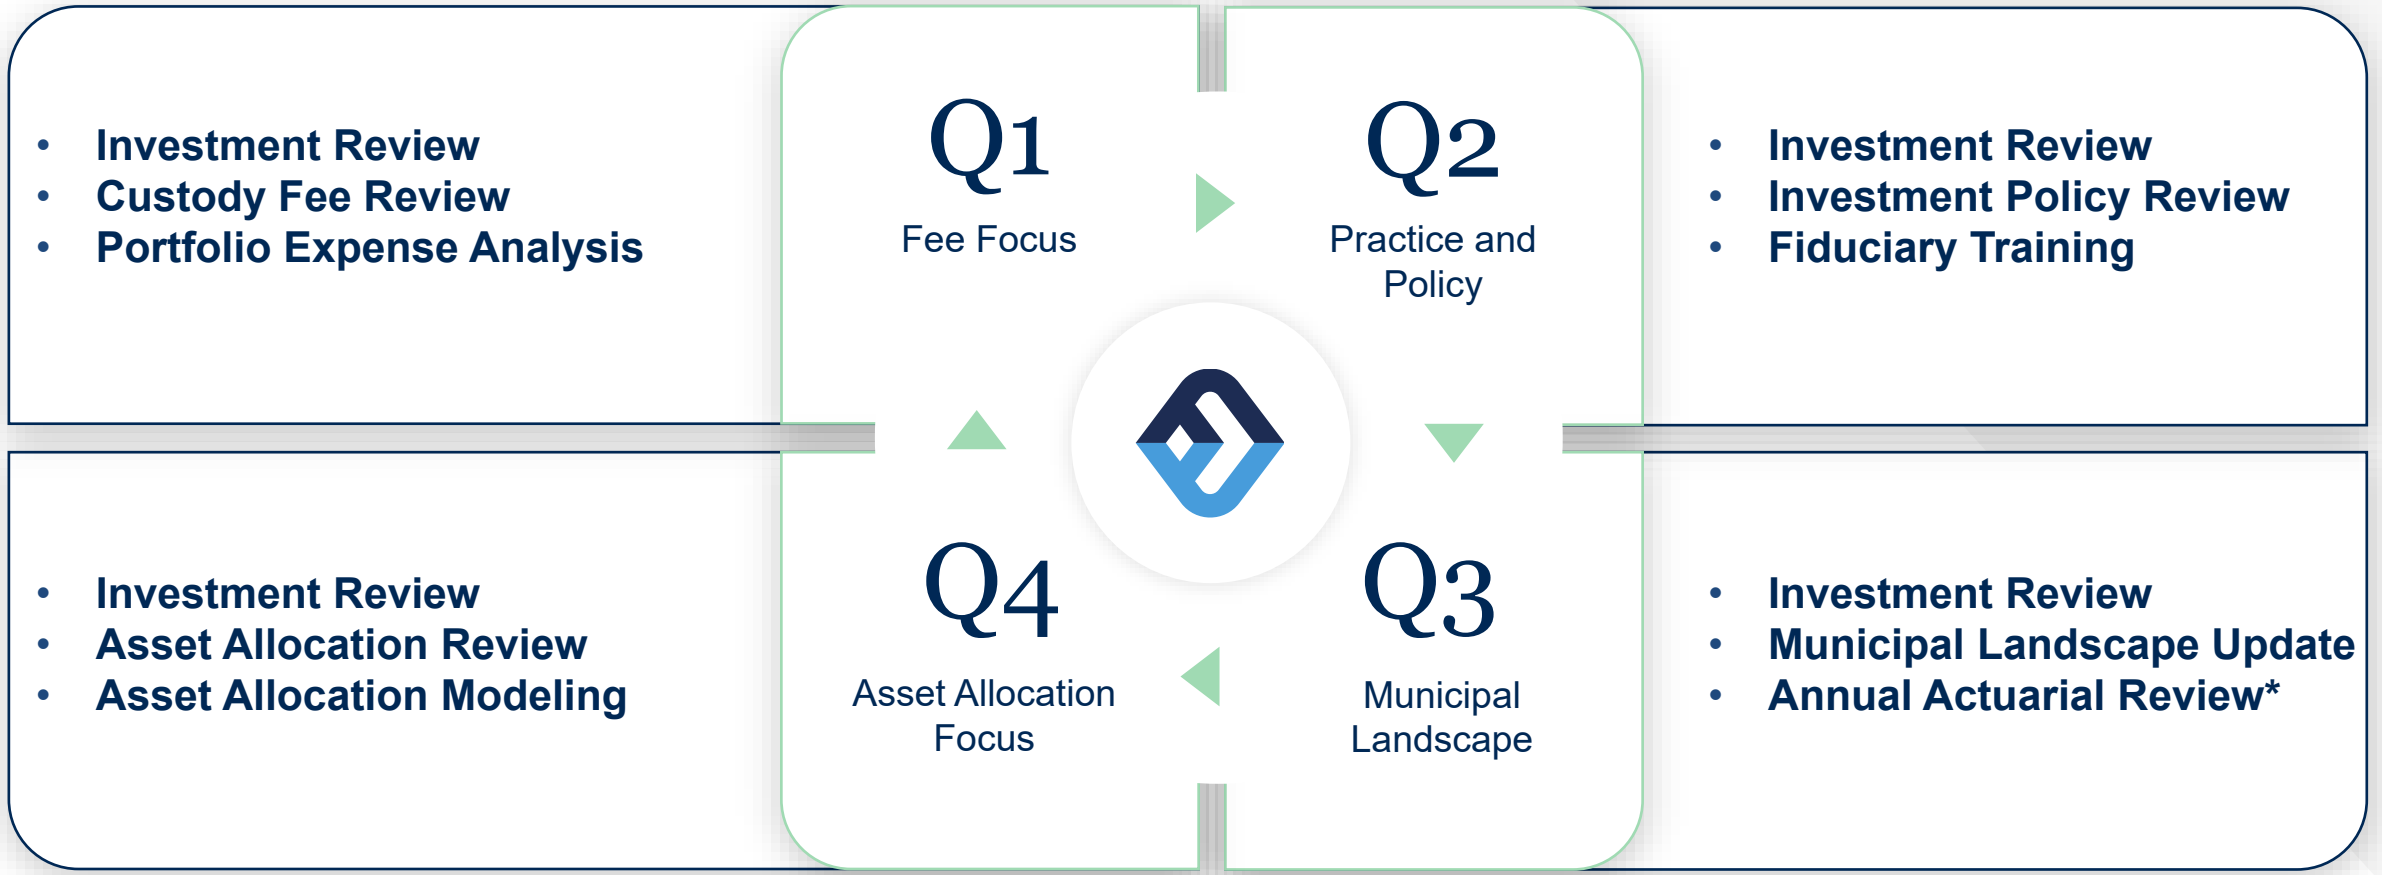 Q1
Fee Focus
• Investment Review
• Custody Fee Review
• Portfolio Expense Analysis
Q2
Practice and
Policy
• Investment Review
• Investment Policy Review
• Fiduciary Training
Q3
Municipal
Landscape
• Investment Review
• Municipal Landscape Update
• Annual Actuarial Review*
Q4
Asset Allocation
Focus
• Investment Review
• Asset Allocation Review
• Asset Allocation Modeling